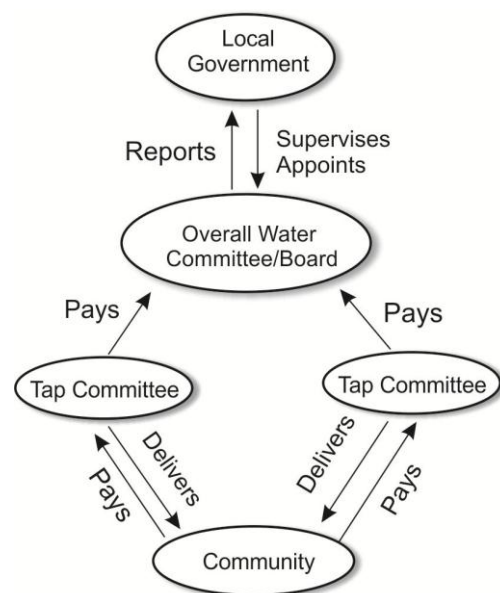 Local
Government
Reports
Supervises
Appoints
Overall Water
Committee/Board
Pays
Pays
Tap Committee
Tap Committee
Delivers
Pays
Delivers
Pays
Community